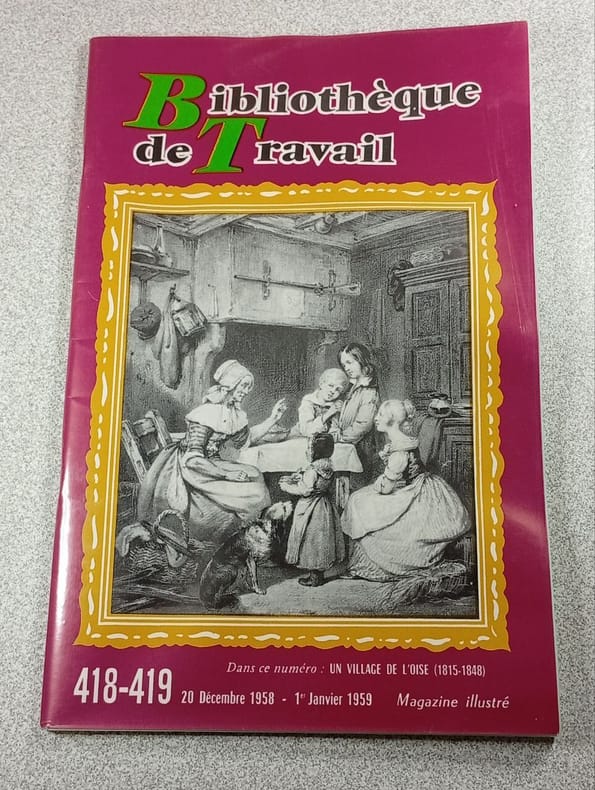 Bibliothèque
de Travail
Dans ce numéro : UN VILLAGE DE L'OISE (1815-1848)
418-419 20 Décembre 1958 - 1er Janvier 1959 Magazine illustré